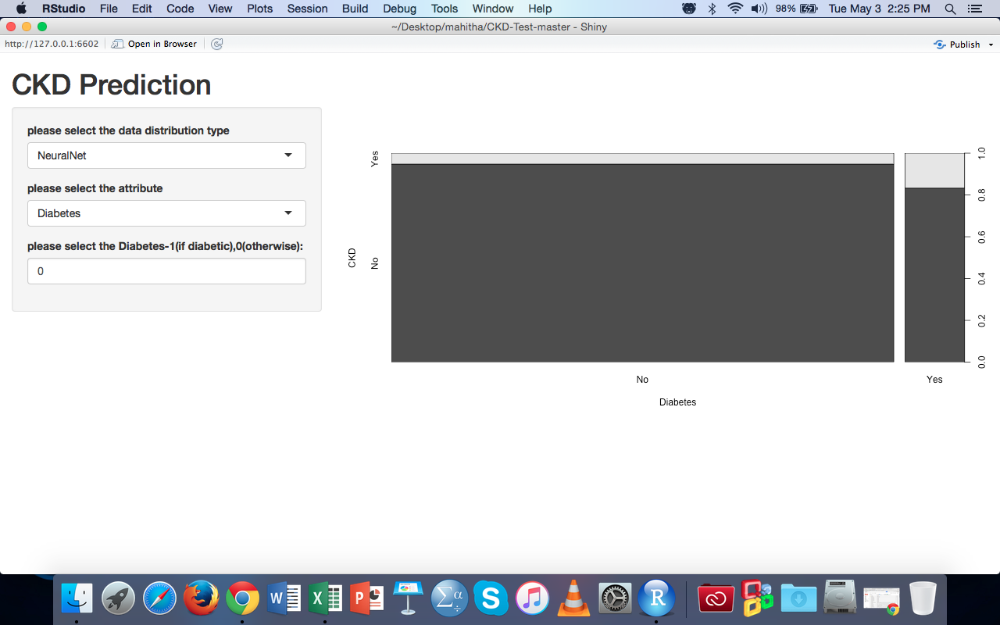 RStudio File Edit Code View Plots Session Build Debug Tools Window Help 98% Tue May 3 2:25 PM
~/Desktop/mahitha/CKD-Test-master - Shiny
http://127.0.0.1:6602 Open in Browser Publish
CKD Prediction
please select the data distribution type
NeuralNet
please select the attribute
Diabetes
please select the Diabetes-1(if diabetic),0(otherwise):
0
CKD
Yes
No
1.0
0.8
0.6
0.4
0.2
0.0
No Yes
Diabetes
W X P Σ α ÷ S R